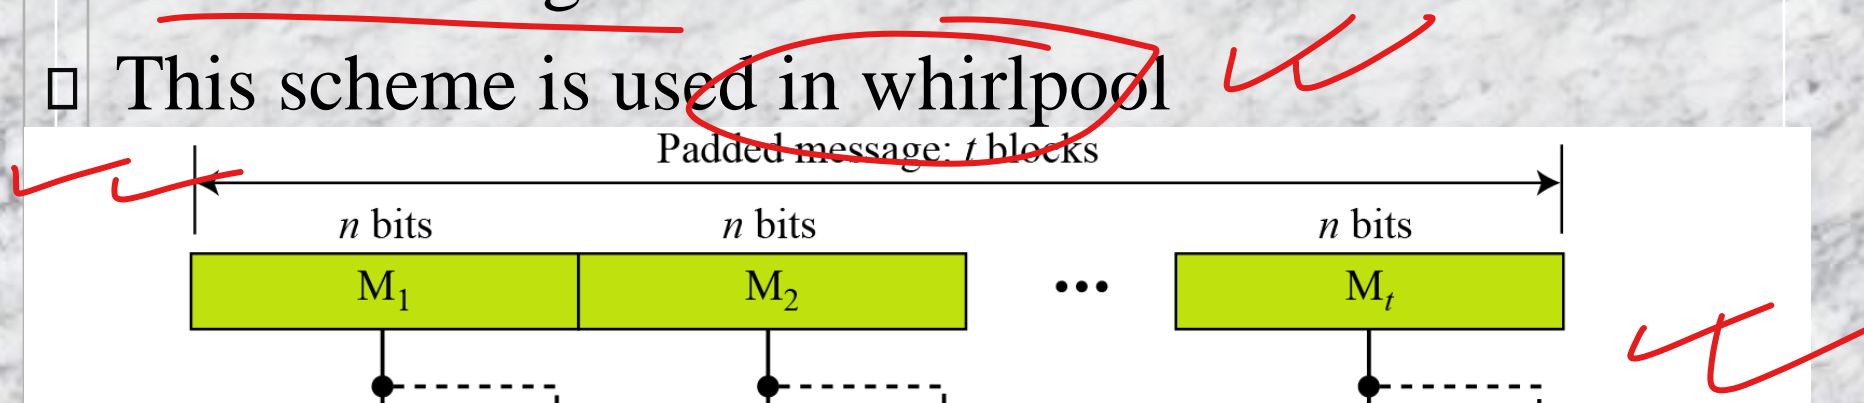 This scheme is used in whirlpool
Padded message: t blocks
n bits n bits n bits
M1 M2 ... Mt